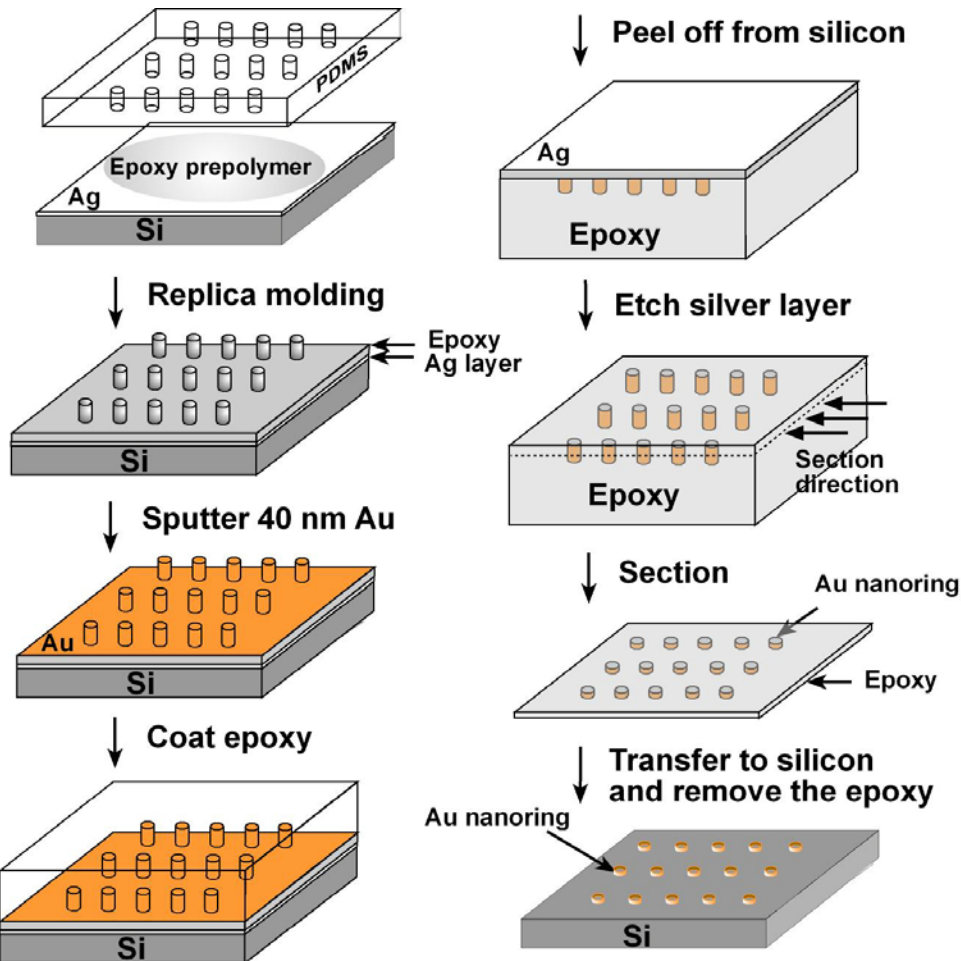 PDMS
Epoxy prepolymer
Ag
Si
Replica molding
Epoxy
Ag layer
Si
Sputter 40 nm Au
Au
Si
Coat epoxy
Si
Peel off from silicon
Ag
Epoxy
Etch silver layer
Section
direction
Epoxy
Section
Au nanoring
Epoxy
Transfer to silicon
and remove the epoxy
Au nanoring
Si